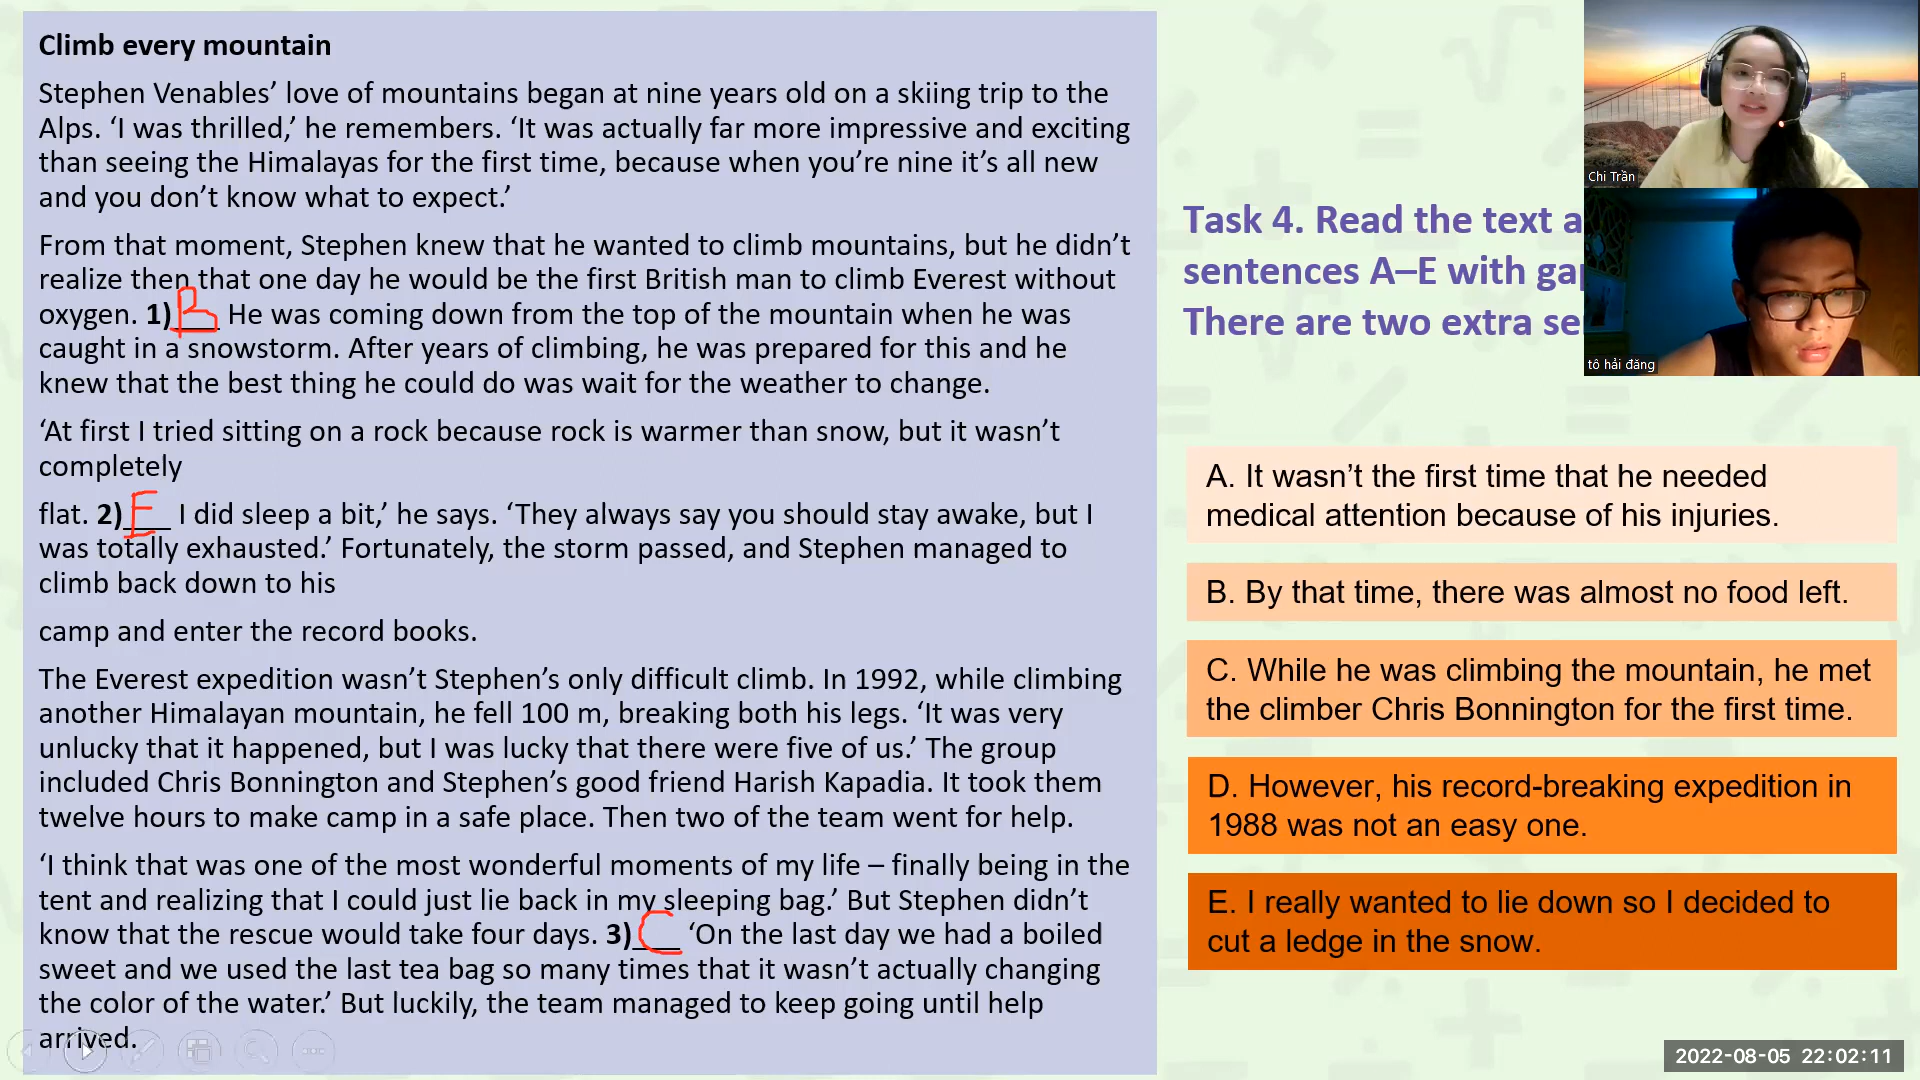 Climb every mountain
Stephen Venables’ love of mountains began at nine years old on a skiing trip to the
Alps. ‘I was thrilled,’ he remembers. ‘It was actually far more impressive and exciting
than seeing the Himalayas for the first time, because when you’re nine it’s all new
and you don’t know what to expect.’
From that moment, Stephen knew that he wanted to climb mountains, but he didn’t
realize then that one day he would be the first British man to climb Everest without
oxygen. 1)B He was coming down from the top of the mountain when he was
caught in a snowstorm. After years of climbing, he was prepared for this and he
knew that the best thing he could do was wait for the weather to change.
‘At first I tried sitting on a rock because rock is warmer than snow, but it wasn’t
completely
flat. 2)E I did sleep a bit,’ he says. ‘They always say you should stay awake, but I
was totally exhausted.’ Fortunately, the storm passed, and Stephen managed to
climb back down to his
camp and enter the record books.
The Everest expedition wasn’t Stephen’s only difficult climb. In 1992, while climbing
another Himalayan mountain, he fell 100 m, breaking both his legs. ‘It was very
unlucky that it happened, but I was lucky that there were five of us.’ The group
included Chris Bonnington and Stephen’s good friend Harish Kapadia. It took them
twelve hours to make camp in a safe place. Then two of the team went for help.
‘I think that was one of the most wonderful moments of my life – finally being in the
tent and realizing that I could just lie back in my sleeping bag.’ But Stephen didn’t
know that the rescue would take four days. 3)C ‘On the last day we had a boiled
sweet and we used the last tea bag so many times that it wasn’t actually changing
the color of the water.’ But luckily, the team managed to keep going until help
arrived.
Task 4. Read the text a
sentences A–E with gap
There are two extra se
A. It wasn’t the first time that he needed
medical attention because of his injuries.
B. By that time, there was almost no food left.
C. While he was climbing the mountain, he met
the climber Chris Bonnington for the first time.
D. However, his record-breaking expedition in
1988 was not an easy one.
E. I really wanted to lie down so I decided to
cut a ledge in the snow.
Chi Trần
tô hải đăng
2022-08-05 22:02:11